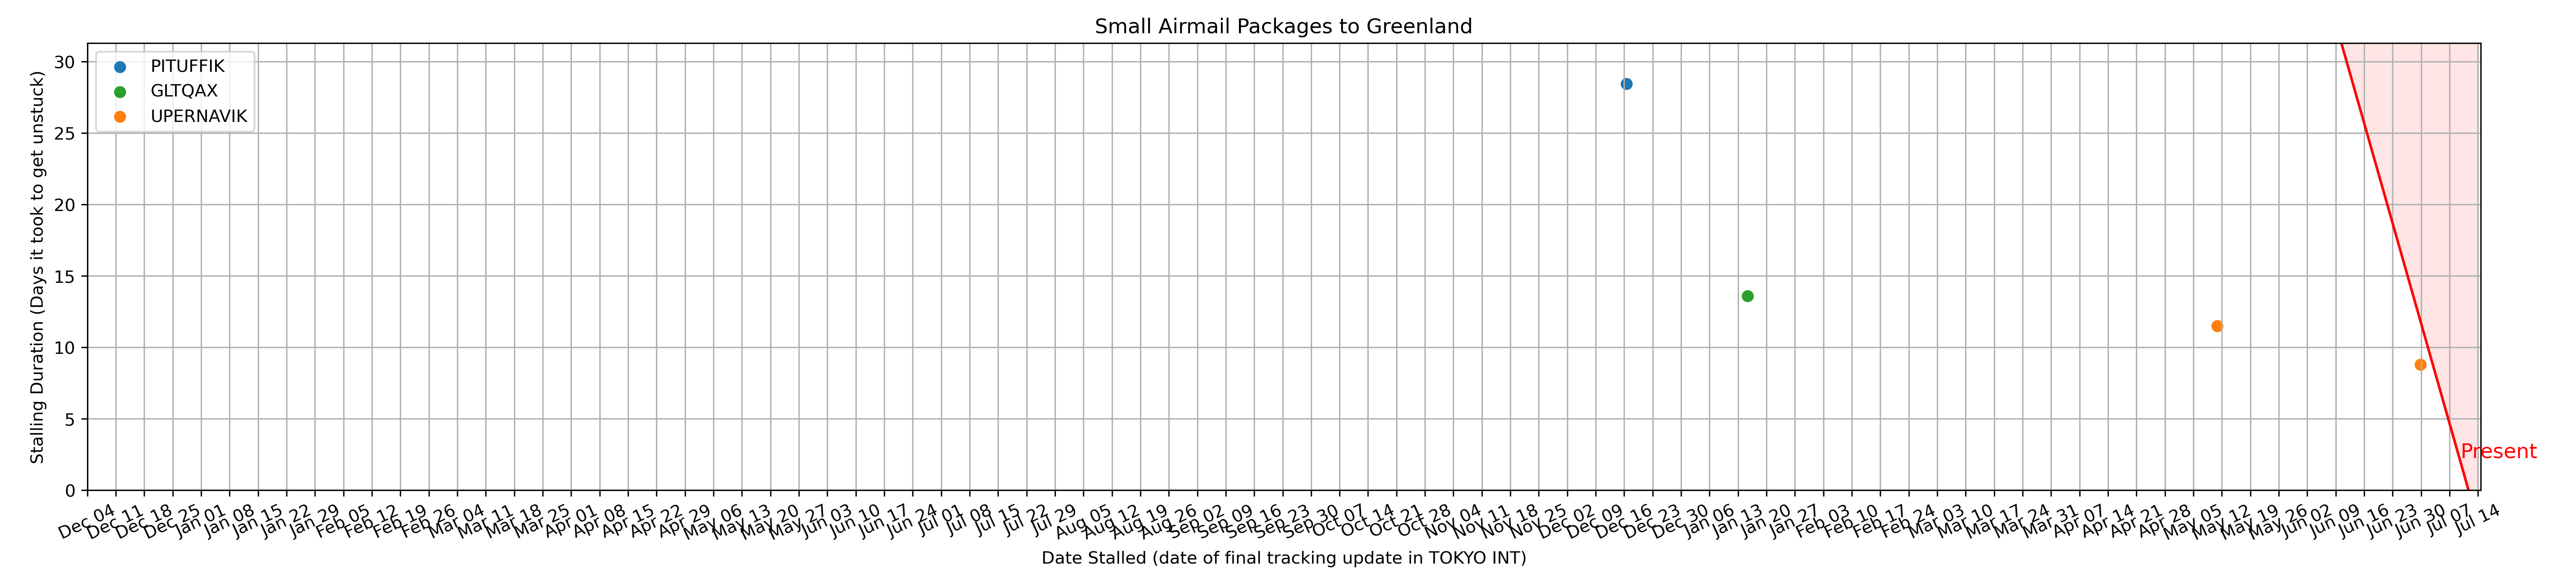 Small Airmail Packages to Greenland
PITUFFIK
GLTQAX
UPERNAVIK
Stalling Duration (Days it took to get unstuck)
30
25
20
15
10
5
0
Present
Dec 04
Dec 11
Dec 18
Dec 25
Jan 01
Jan 08
Jan 15
Jan 22
Jan 29
Feb 05
Feb 12
Feb 19
Feb 26
Mar 04
Mar 11
Mar 18
Mar 25
Apr 01
Apr 08
Apr 15
Apr 22
Apr 29
May 06
May 13
May 20
May 27
Jun 03
Jun 10
Jun 17
Jun 24
Jul 01
Jul 08
Jul 15
Jul 22
Jul 29
Aug 05
Aug 12
Aug 19
Aug 26
Sep 02
Sep 09
Sep 16
Sep 23
Sep 30
Oct 07
Oct 14
Oct 21
Oct 28
Nov 04
Nov 11
Nov 18
Nov 25
Dec 02
Dec 09
Dec 16
Dec 23
Dec 30
Jan 06
Jan 13
Jan 20
Jan 27
Feb 03
Feb 10
Feb 17
Feb 24
Mar 03
Mar 10
Mar 17
Mar 24
Mar 31
Apr 07
Apr 14
Apr 21
Apr 28
May 05
May 12
May 19
May 26
Jun 02
Jun 09
Jun 16
Jun 23
Jun 30
Jul 07
Jul 14
Date Stalled (date of final tracking update in TOKYO INT)